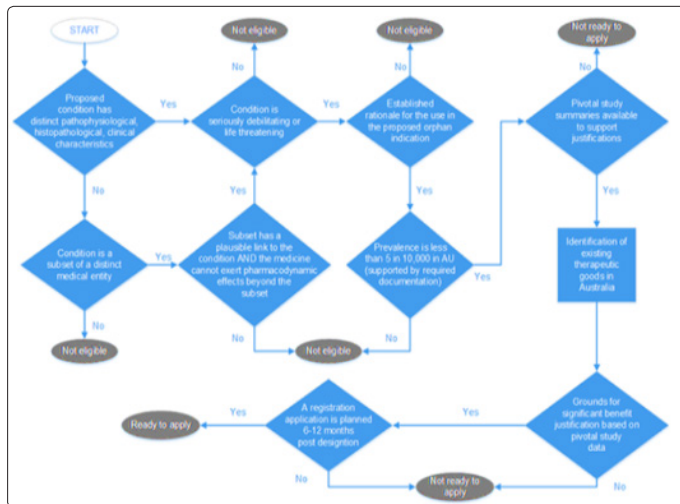 START
Not eligible
Not eligible
Not ready to
apply
No
No
No
Proposed
condition has
distinct pathophysiological,
histopathological, clinical
characteristics
Yes
Condition is
seriously debilitating or
life threatening
Yes
Established
rationale for the use in
the proposed orphan
indication
Pivotal study
summaries available
to support
justifications
Yes
No
Yes
Yes
Yes
Condition is a
subset of a distinct
medical entity
Yes
Subset has a
plausible link to the
condition AND the medicine
cannot exert pharmacodynamic
effects beyond the
subset
Prevalence is less
than 5 in 10,000 in AU
(supported by required
documentation)
Yes
Identification of
existing
therapeutic
goods in
Australia
No
Not eligible
No
Not eligible
No
Ready to apply
Yes
A registration
application is planned
6-12 months
post designtion
Yes
Grounds for
significant benefit
justification based on
pivotal study
data
No
Not ready to
apply
No